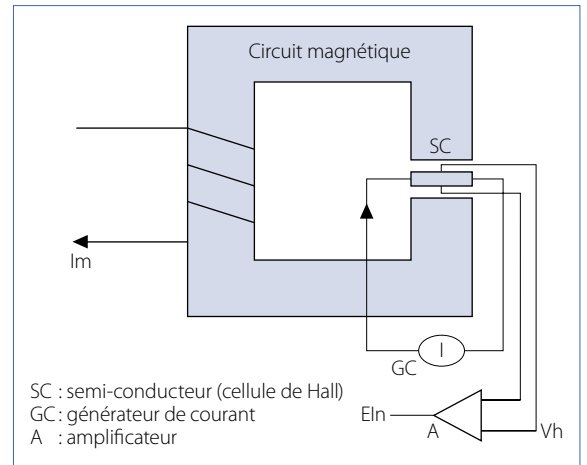 Circuit magnétique
SC
Im
I
GC
SC : semi-conducteur (cellule de Hall)
GC : générateur de courant
A : amplificateur
Eln
A
Vh